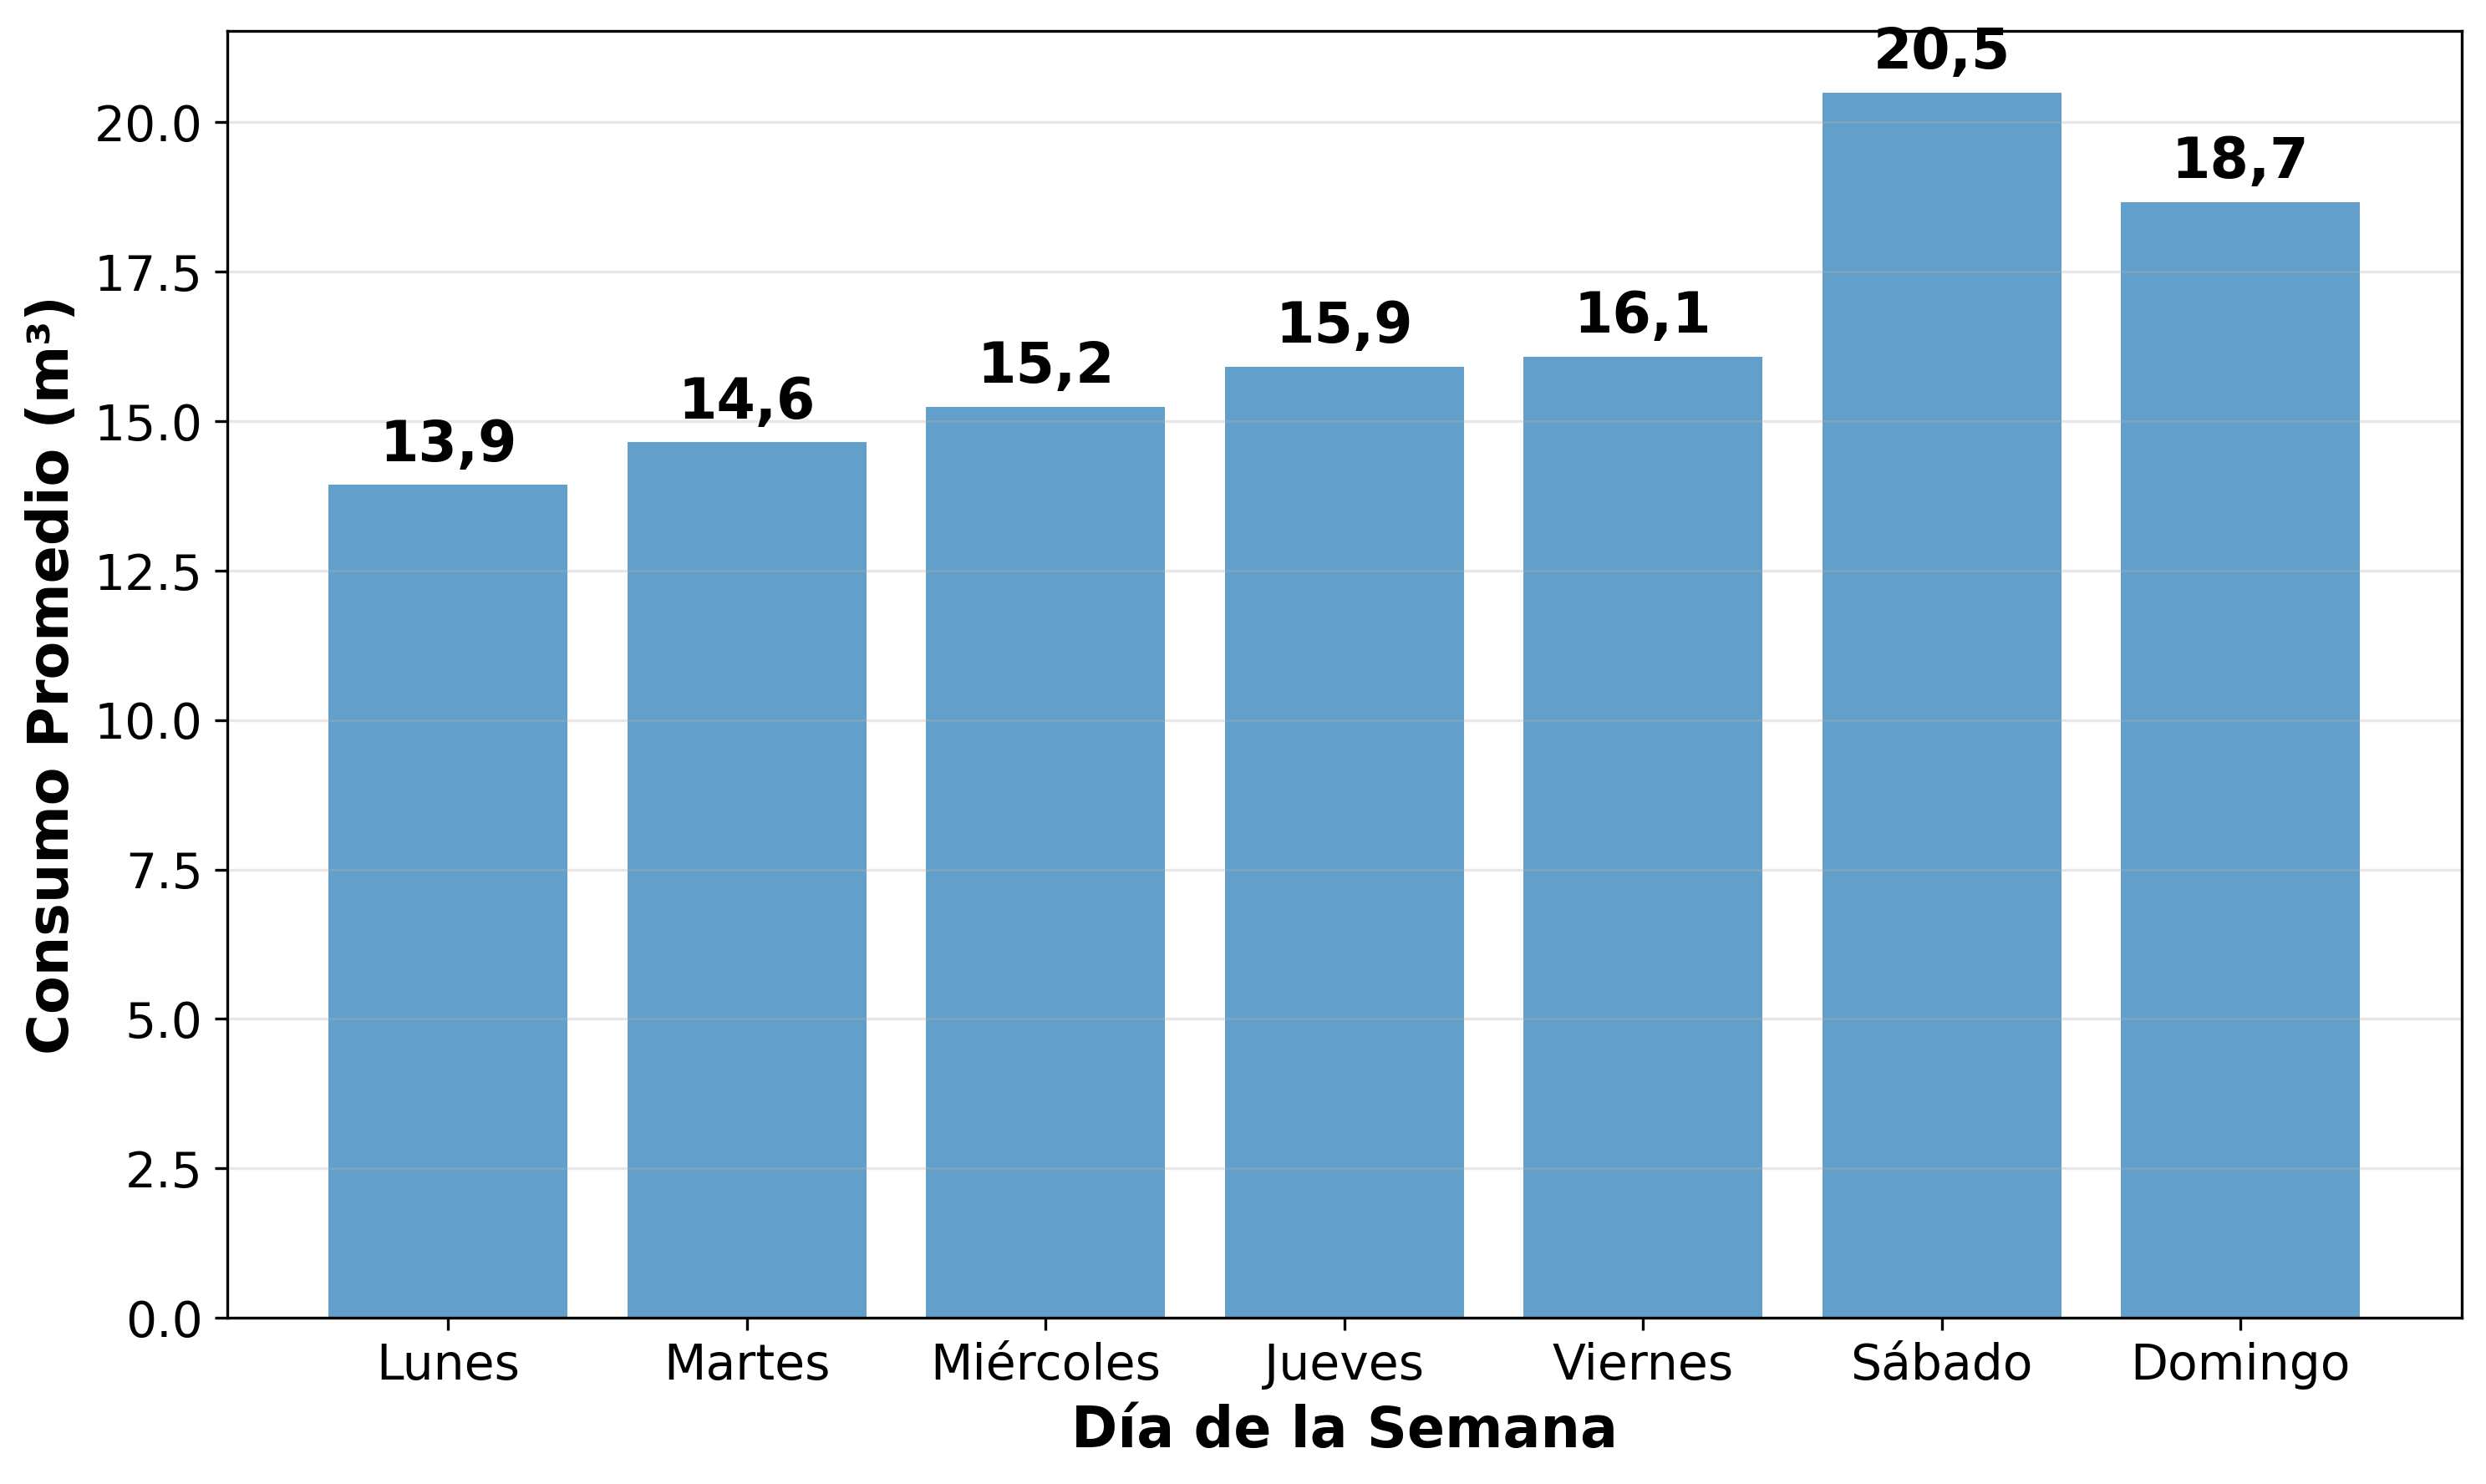 20,5
18,7
16,1
15,9
15,2
14,6
13,9
Consumo Promedio (m³)
20.0
17.5
15.0
12.5
10.0
7.5
5.0
2.5
0.0
Lunes
Martes
Miércoles
Jueves
Viernes
Sábado
Domingo
Día de la Semana